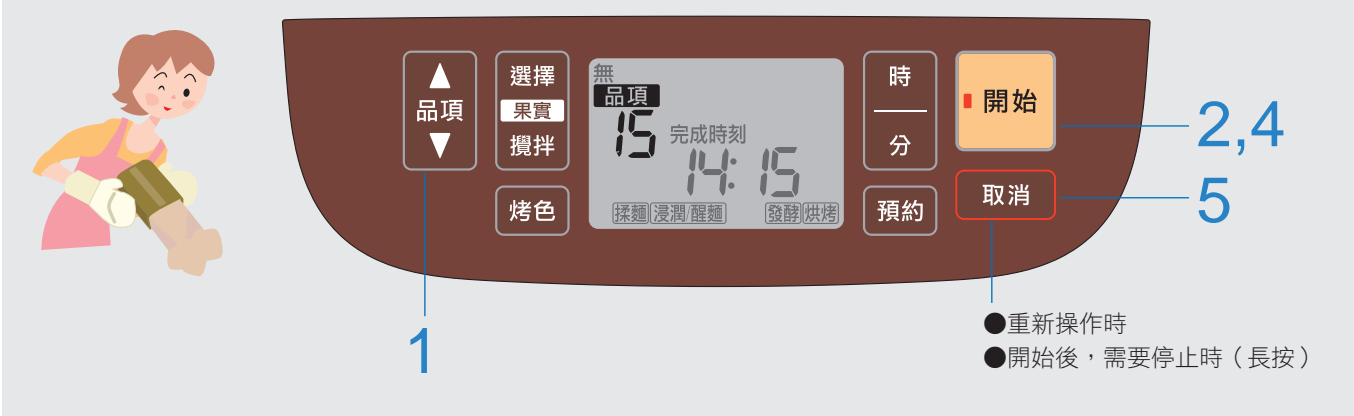 ▲
品項
▼
選擇
果實
攪拌
烤色
無
品項
15
完成時刻
14:15
揉麵 浸潤/醒麵 發酵 烘烤
時
分
預約
開始
取消
2,4
5
1
●重新操作時
●開始後，需要停止時（長按）